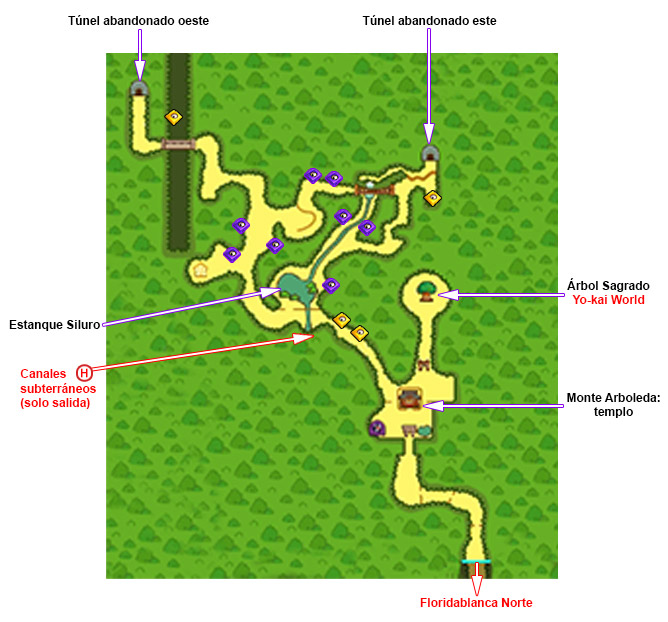 Túnel abandonado oeste
Túnel abandonado este
Árbol Sagrado
Yo-kai World
Estanque Siluro
Canales H
subterráneos
(solo salida)
Monte Arboleda:
templo
Floridablanca Norte